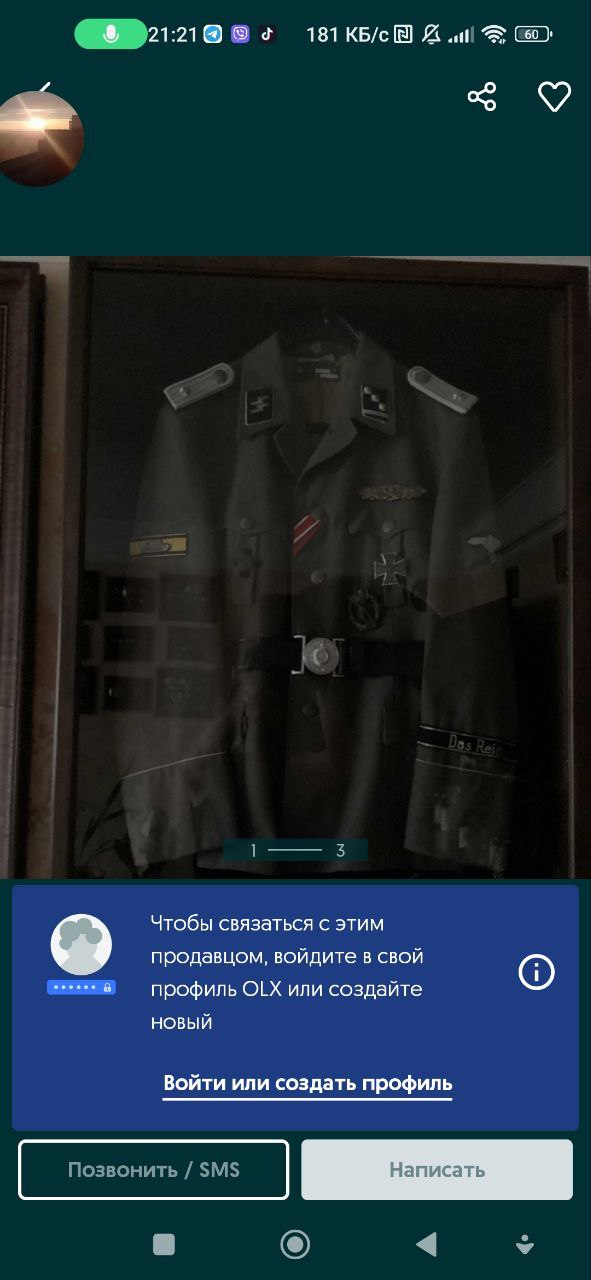 21:21
181 КБ/с
60
Das Reic
1
3
Чтобы связаться с этим
продавцом, войдите в свой
профиль OLX или создайте
новый
Войти или создать профиль
Позвонить / SMS
Написать